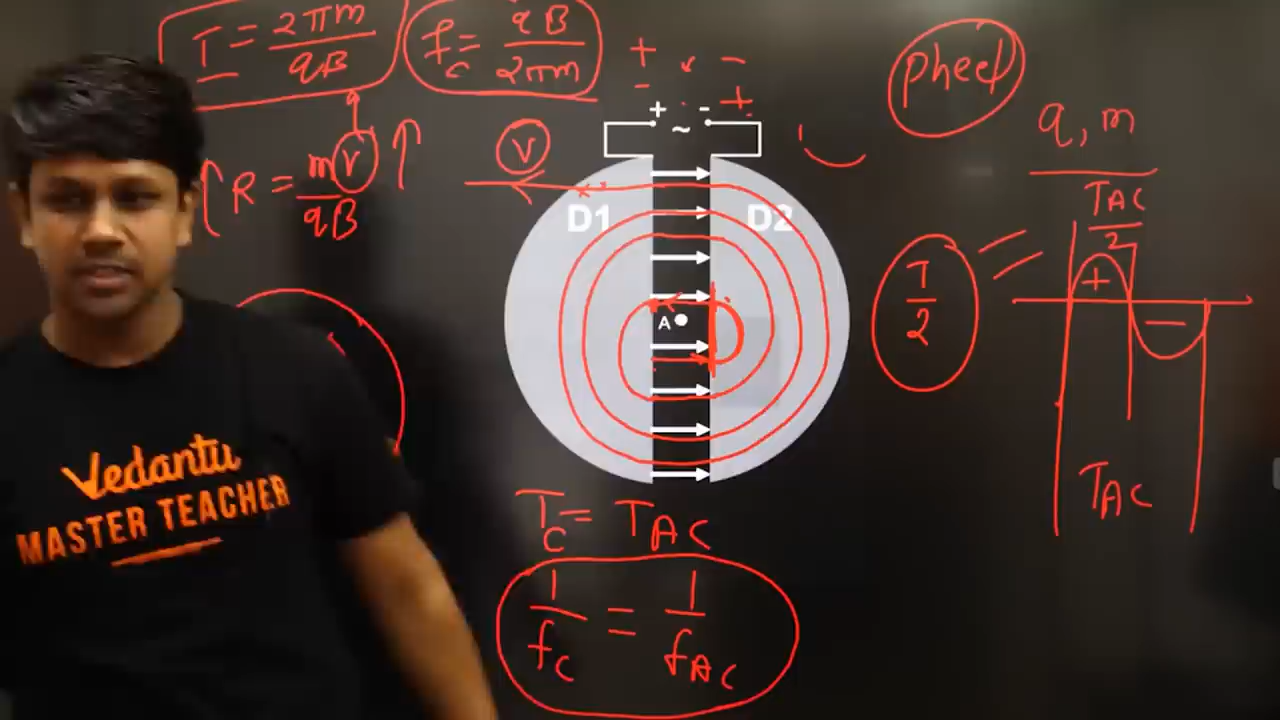 T = 2πm / qB
f_C = qB / 2πm
+ -
- +
+ ~ -
pheel
q, m
R = mv / qB
V
D1
D2
T_AC / 2
T / 2 =
+
-
A
Vedantu
MASTER TEACHER
T_C = T_AC
T_AC
1 / f_C = 1 / f_AC